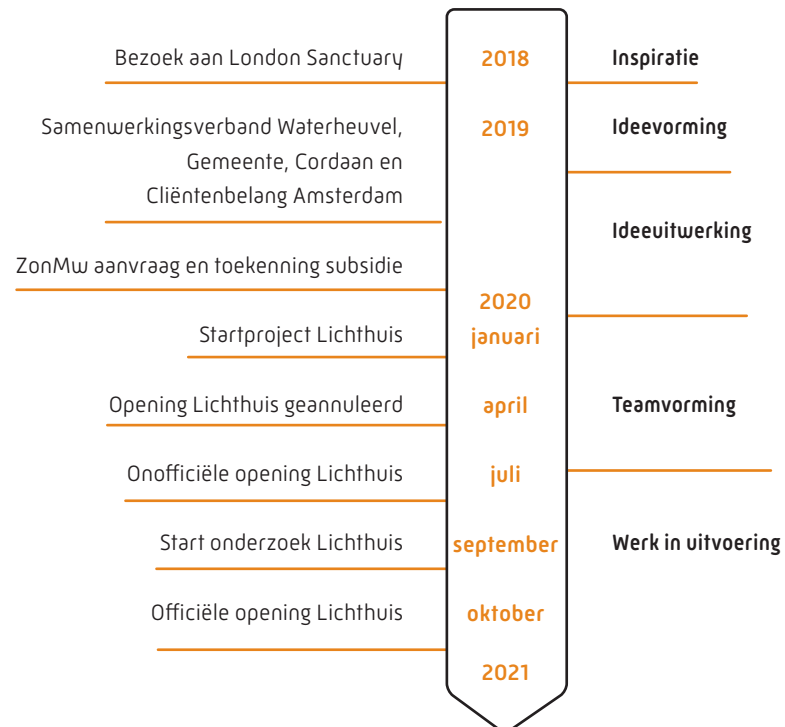 Bezoek aan London Sanctuary
2018
Inspiratie
Samenwerkingsverband Waterheuvel,
Gemeente, Cordaan en
Cliëntenbelang Amsterdam
2019
Ideevorming
Ideeuitwerking
ZonMw aanvraag en toekenning subsidie
2020
Startproject Lichthuis
januari
Opening Lichthuis geannuleerd
april
Teamvorming
Onofficiële opening Lichthuis
juli
Start onderzoek Lichthuis
september
Werk in uitvoering
Officiële opening Lichthuis
oktober
2021